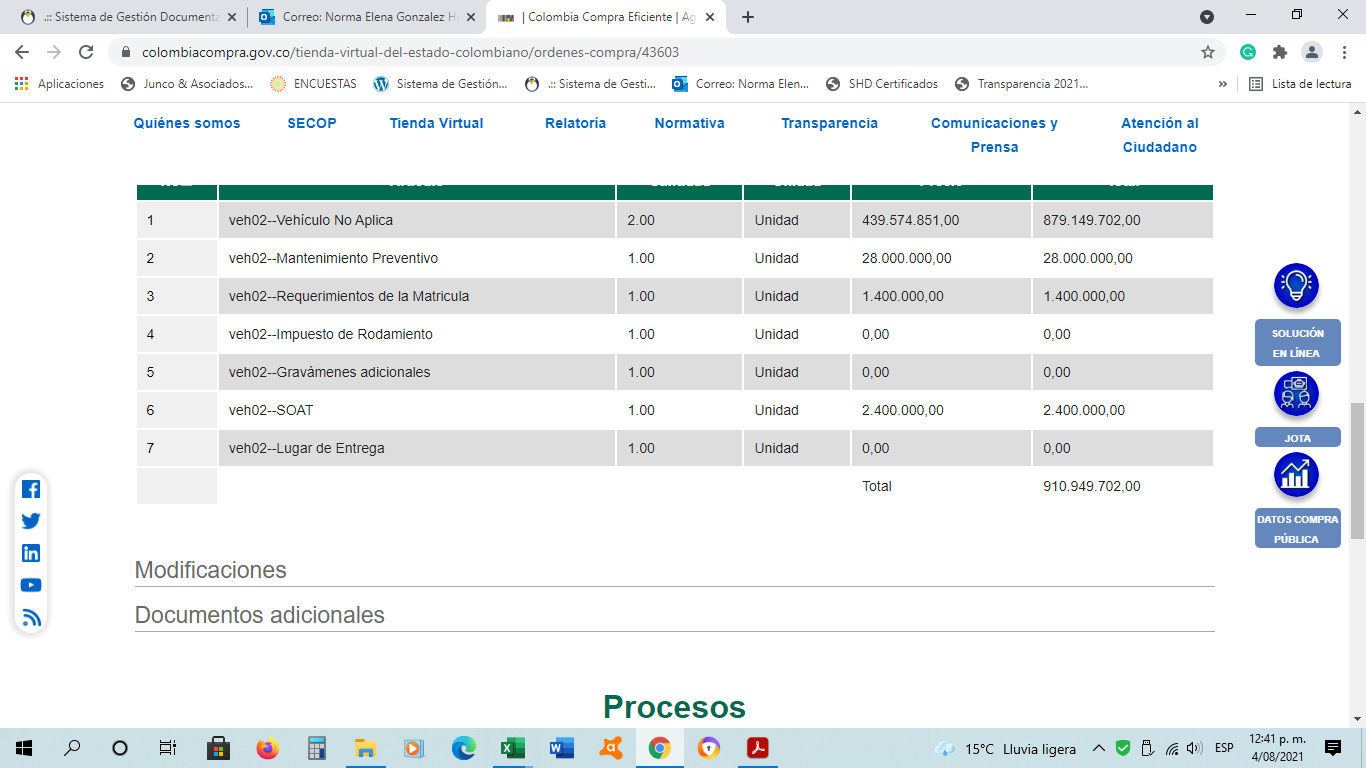 .:: Sistema de Gestión Documenta
Correo: Norma Elena Gonzalez H
| Colombia Compra Eficiente | Ag
colombiacompra.gov.co/tienda-virtual-del-estado-colombiano/ordenes-compra/43603
Aplicaciones
Junco & Asociados...
ENCUESTAS
Sistema de Gestión...
.:: Sistema de Gesti...
Correo: Norma Elen...
SHD Certificados
Transparencia 2021...
»
Lista de lectura
Quiénes somos SECOP Tienda Virtual Relatoría Normativa Transparencia Comunicaciones y Prensa Atención al Ciudadano
1 veh02--Vehículo No Aplica 2.00 Unidad 439.574.851,00 879.149.702,00
2 veh02--Mantenimiento Preventivo 1.00 Unidad 28.000.000,00 28.000.000,00
3 veh02--Requerimientos de la Matricula 1.00 Unidad 1.400.000,00 1.400.000,00
4 veh02--Impuesto de Rodamiento 1.00 Unidad 0,00 0,00
5 veh02--Gravámenes adicionales 1.00 Unidad 0,00 0,00
6 veh02--SOAT 1.00 Unidad 2.400.000,00 2.400.000,00
7 veh02--Lugar de Entrega 1.00 Unidad 0,00 0,00
Total 910.949.702,00
SOLUCIÓN
EN LÍNEA
JOTA
DATOS COMPRA
PÚBLICA
Modificaciones
Documentos adicionales
Procesos
15°C Lluvia ligera
ESP
12:41 p. m.
4/08/2021